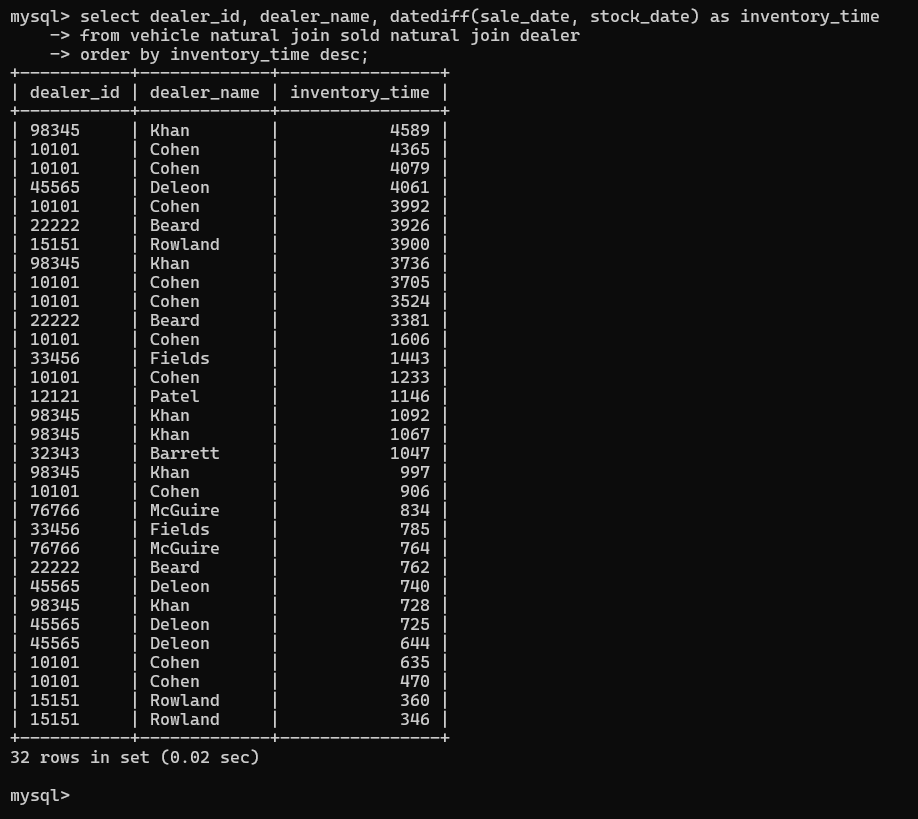 mysql> select dealer_id, dealer_name, datediff(sale_date, stock_date) as inventory_time
    -> from vehicle natural join sold natural join dealer
    -> order by inventory_time desc;
+-----------+-------------+----------------+
| dealer_id | dealer_name | inventory_time |
+-----------+-------------+----------------+
| 98345     | Khan        |           4589 |
| 10101     | Cohen       |           4365 |
| 10101     | Cohen       |           4079 |
| 45565     | Deleon      |           4061 |
| 10101     | Cohen       |           3992 |
| 22222     | Beard       |           3926 |
| 15151     | Rowland     |           3900 |
| 98345     | Khan        |           3736 |
| 10101     | Cohen       |           3705 |
| 10101     | Cohen       |           3524 |
| 22222     | Beard       |           3381 |
| 10101     | Cohen       |           1606 |
| 33456     | Fields      |           1443 |
| 10101     | Cohen       |           1233 |
| 12121     | Patel       |           1146 |
| 98345     | Khan        |           1092 |
| 98345     | Khan        |           1067 |
| 32343     | Barrett     |           1047 |
| 98345     | Khan        |            997 |
| 10101     | Cohen       |            906 |
| 76766     | McGuire     |            834 |
| 33456     | Fields      |            785 |
| 76766     | McGuire     |            764 |
| 22222     | Beard       |            762 |
| 45565     | Deleon      |            740 |
| 98345     | Khan        |            728 |
| 45565     | Deleon      |            725 |
| 45565     | Deleon      |            644 |
| 10101     | Cohen       |            635 |
| 10101     | Cohen       |            470 |
| 15151     | Rowland     |            360 |
| 15151     | Rowland     |            346 |
+-----------+-------------+----------------+
32 rows in set (0.02 sec)
mysql>